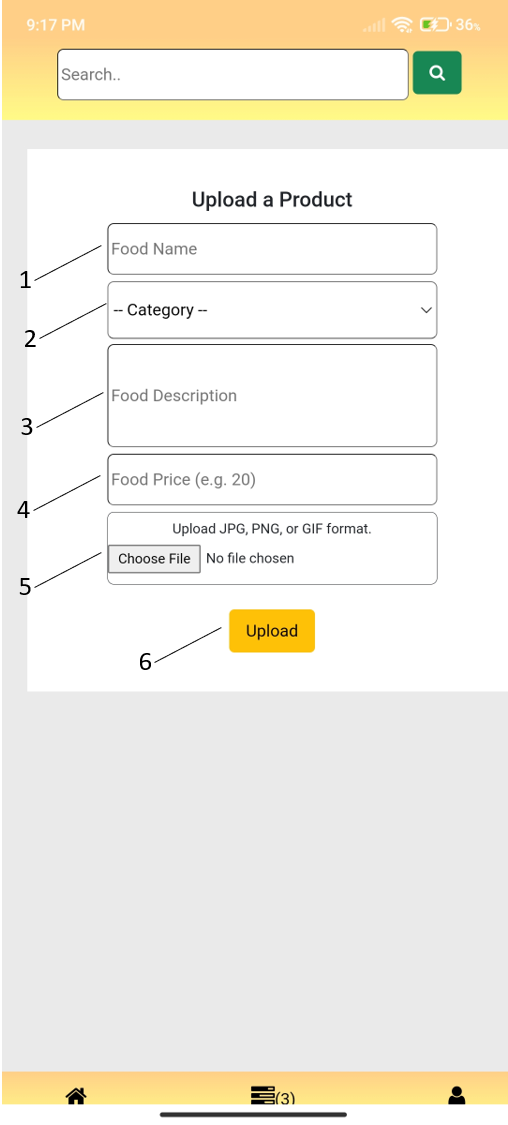 9:17 PM 36%
Search..
Upload a Product
Food Name
1
-- Category --
2
Food Description
3
Food Price (e.g. 20)
4
Upload JPG, PNG, or GIF format.
Choose File No file chosen
5
Upload
6
(3)